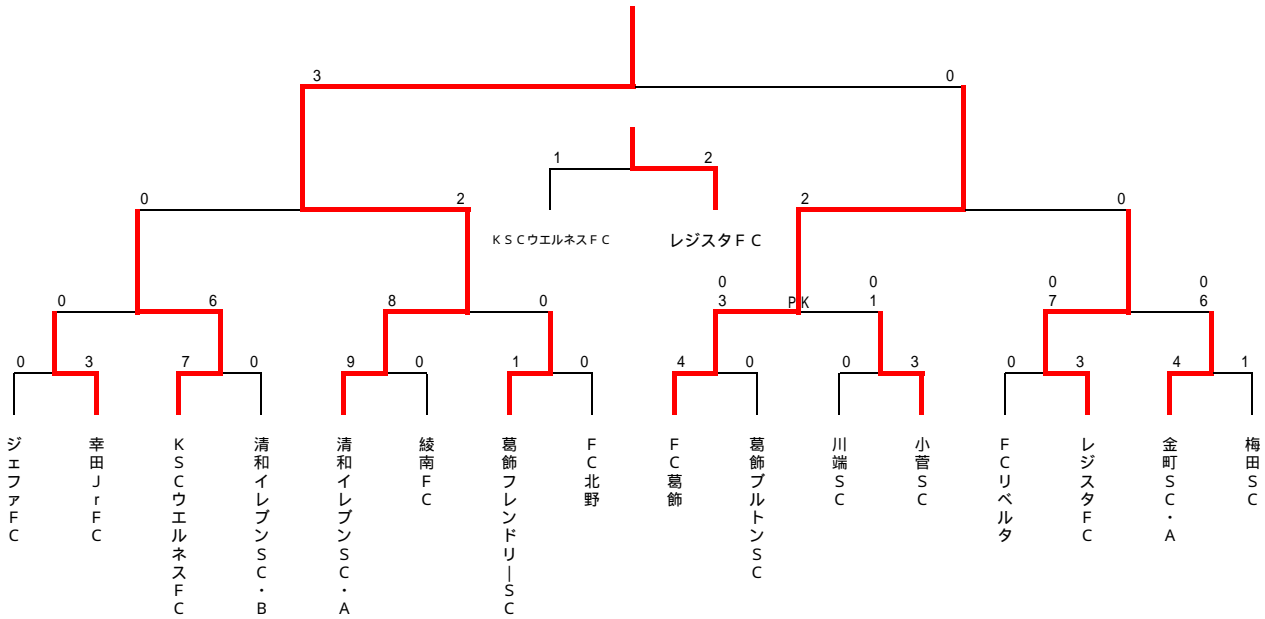 3 0
1 2
0 2 2 0
KSCウエルネスFC レジスタFC
0 0 0 0
0 6 8 0 3 PK 1 7 6
0 3 7 0 9 0 1 0 4 0 0 3 0 3 4 1
ジェファFC
幸田JrFC
KSCウエルネスFC
清和イレブンSC・B
清和イレブンSC・A
綾南FC
葛飾フレンドリーSC
FC北野
FC葛飾
葛飾ブルトンSC
川端SC
小菅SC
FCリベルタ
レジスタFC
金町SC・A
梅田SC